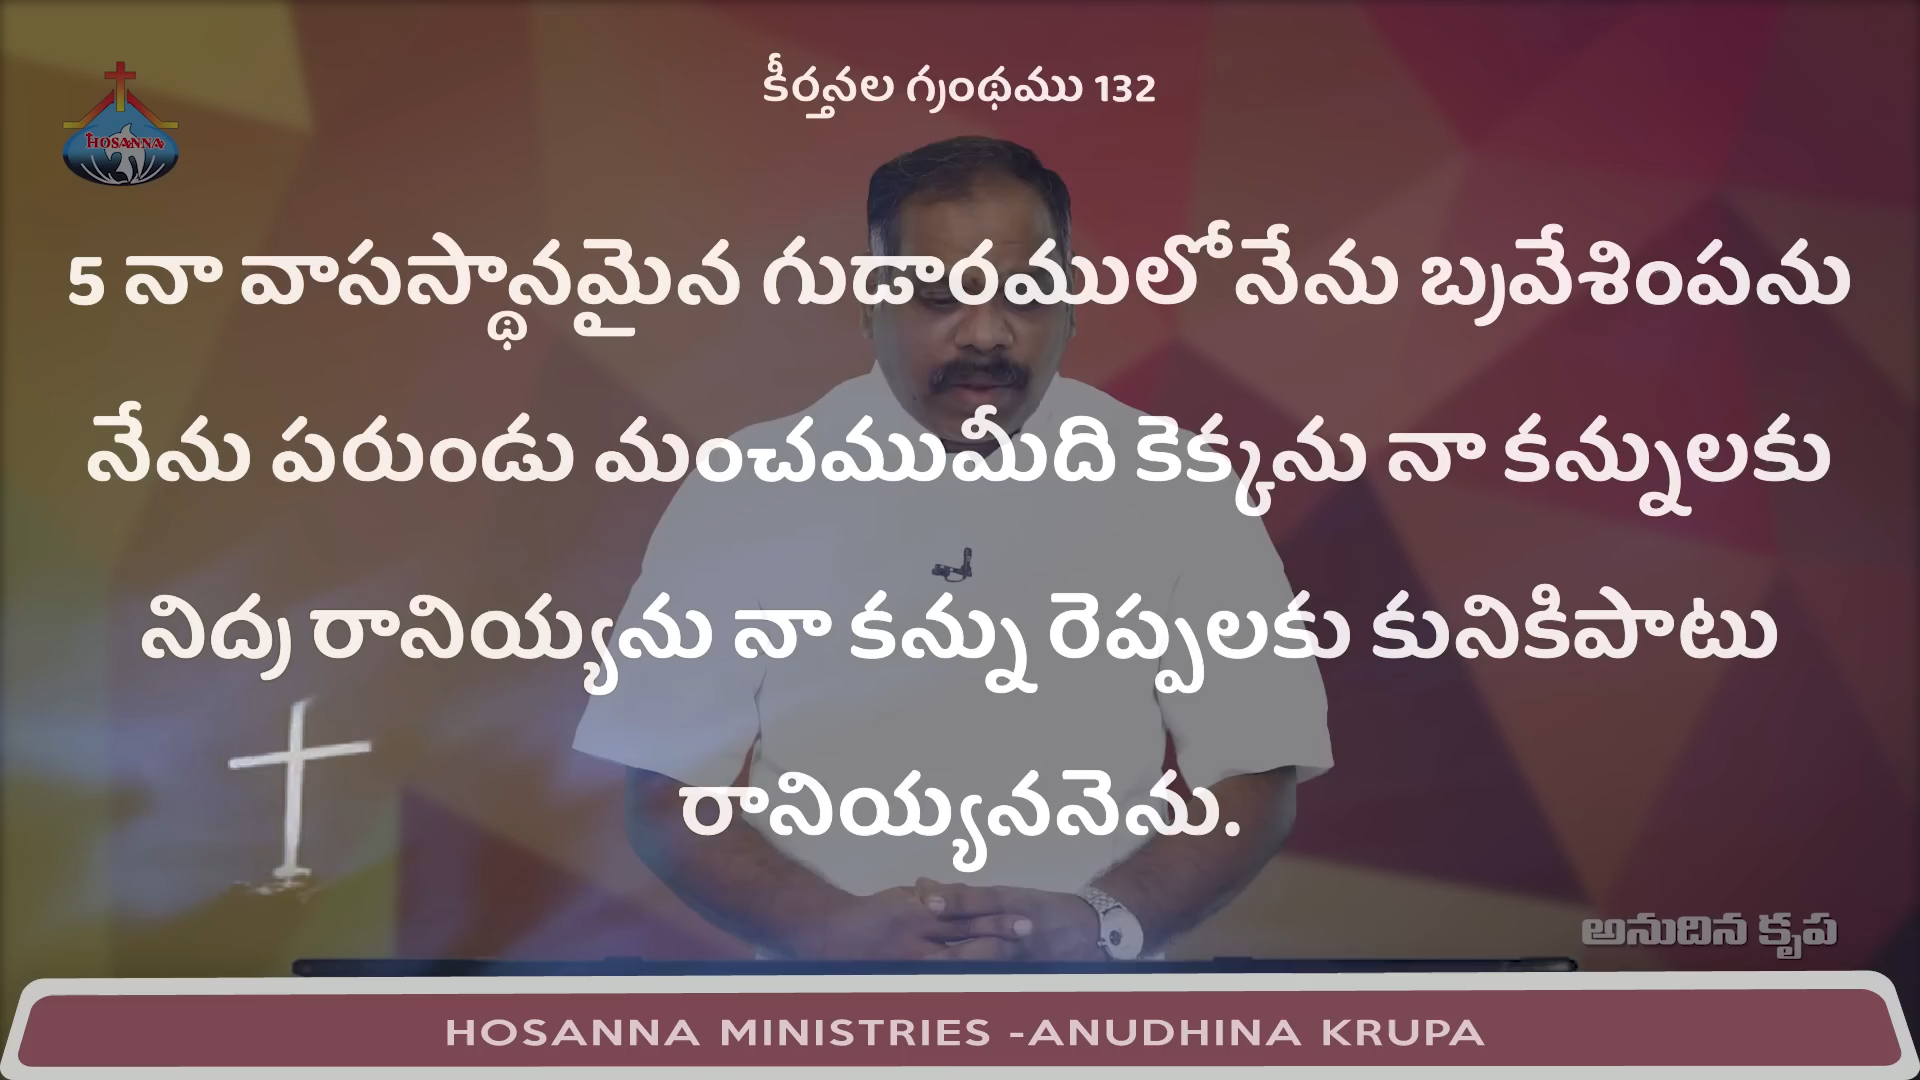 కీర్తనల గ్రంథము 132
HOSANNA
5 నా వాసస్థానమైన గుడారములో నేను బ్రవేశింపను
నేను పరుండు మంచముమీది కెక్కను నా కన్నులకు
నిద్ర రానియ్యను నా కన్ను రెప్పలకు కునికిపాటు
రానియ్యననెను.
అనుదిన కృప
HOSANNA MINISTRIES -ANUDHINA KRUPA